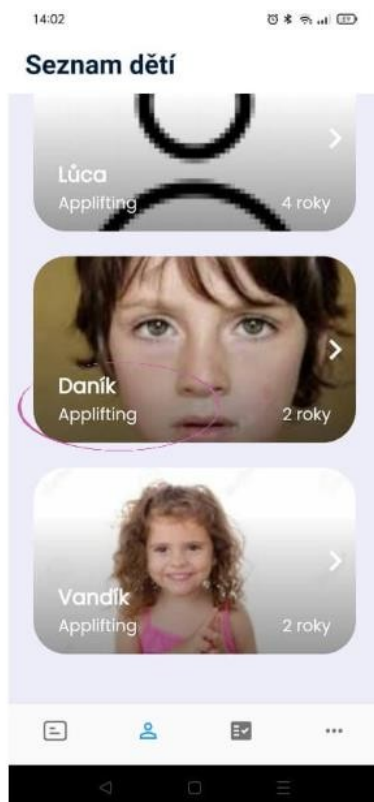 14:02
Seznam dětí
Lůca
Applifting 4 roky
Daník
Applifting 2 roky
Vandík
Applifting 2 roky